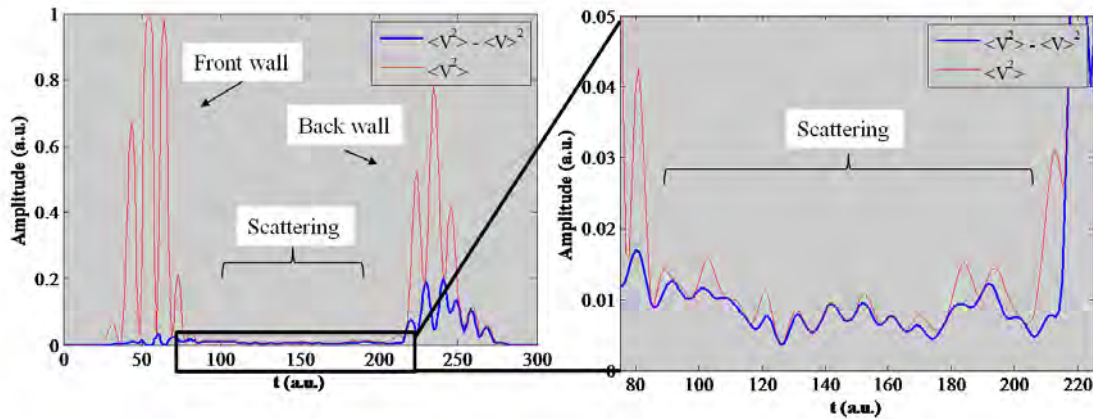 1
0.8
0.6
0.4
0.2
0
Amplitude (a.u.)
0 50 100 150 200 250 300
t (a.u.)
Front wall
Back wall
Scattering
<V²> - <V>²
<V²>
0.05
0.04
0.03
0.02
0.01
0
Amplitude (a.u.)
80 100 120 140 160 180 200 220
t (a.u.)
Scattering
<V²> - <V>²
<V²>